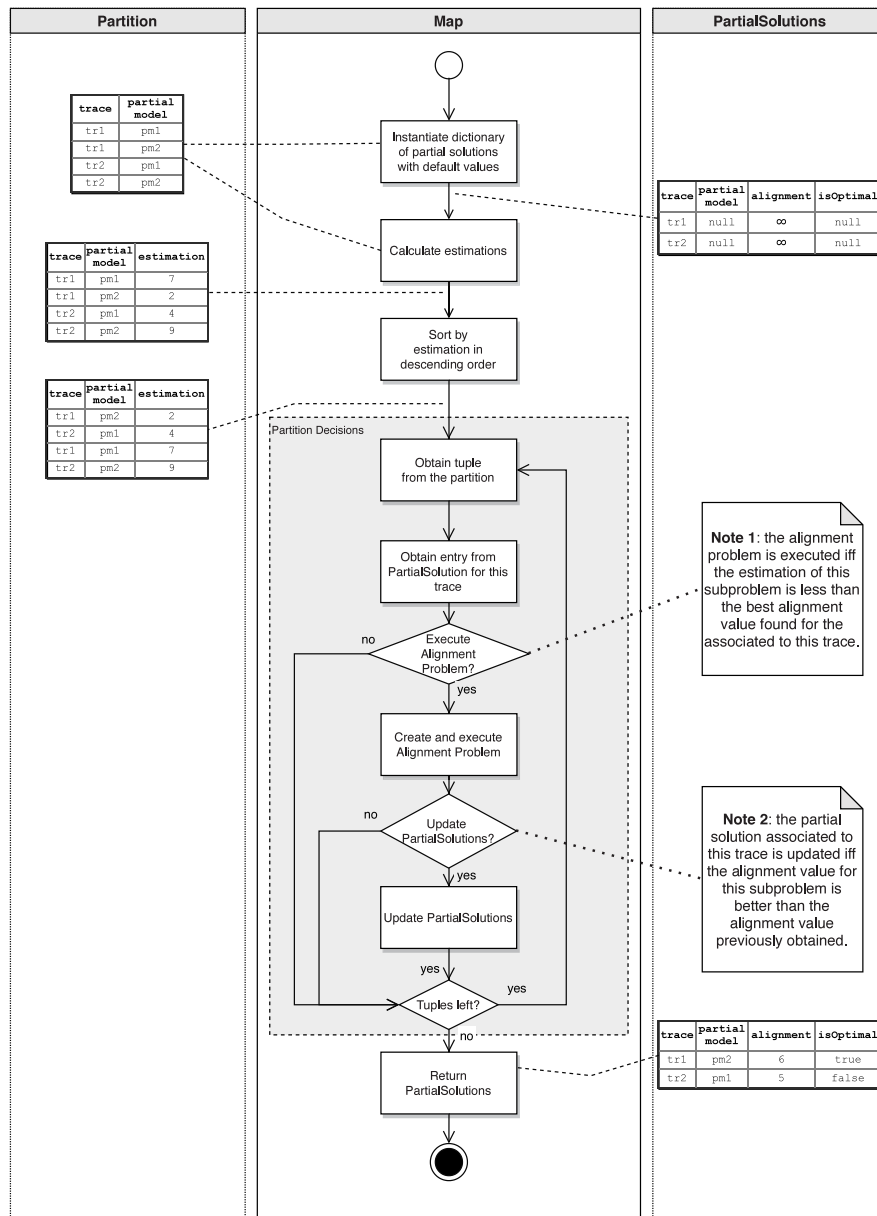 Partition
Map
PartialSolutions
trace partial model
tr1 pm1
tr1 pm2
tr2 pm1
tr2 pm2
Instantiate dictionary
of partial solutions
with default values
trace partial model alignment isOptimal
tr1 null ∞ null
tr2 null ∞ null
Calculate estimations
trace partial model estimation
tr1 pm1 7
tr1 pm2 2
tr2 pm1 4
tr2 pm2 9
Sort by
estimation in
descending order
trace partial model estimation
tr1 pm2 2
tr2 pm1 4
tr1 pm1 7
tr2 pm2 9
Partition Decisions
Obtain tuple
from the partition
Obtain entry from
PartialSolution for this
trace
Note 1: the alignment
problem is executed iff
the estimation of this
subproblem is less than
the best alignment
value found for the
associated to this trace.
no
Execute
Alignment
Problem?
yes
Create and execute
Alignment Problem
no
Update
PartialSolutions?
yes
Note 2: the partial
solution associated to
this trace is updated iff
the alignment value for
this subproblem is
better than the
alignment value
previously obtained.
Update PartialSolutions
yes
Tuples left?
yes
no
Return
PartialSolutions
trace partial model alignment isOptimal
tr1 pm2 6 true
tr2 pm1 5 false